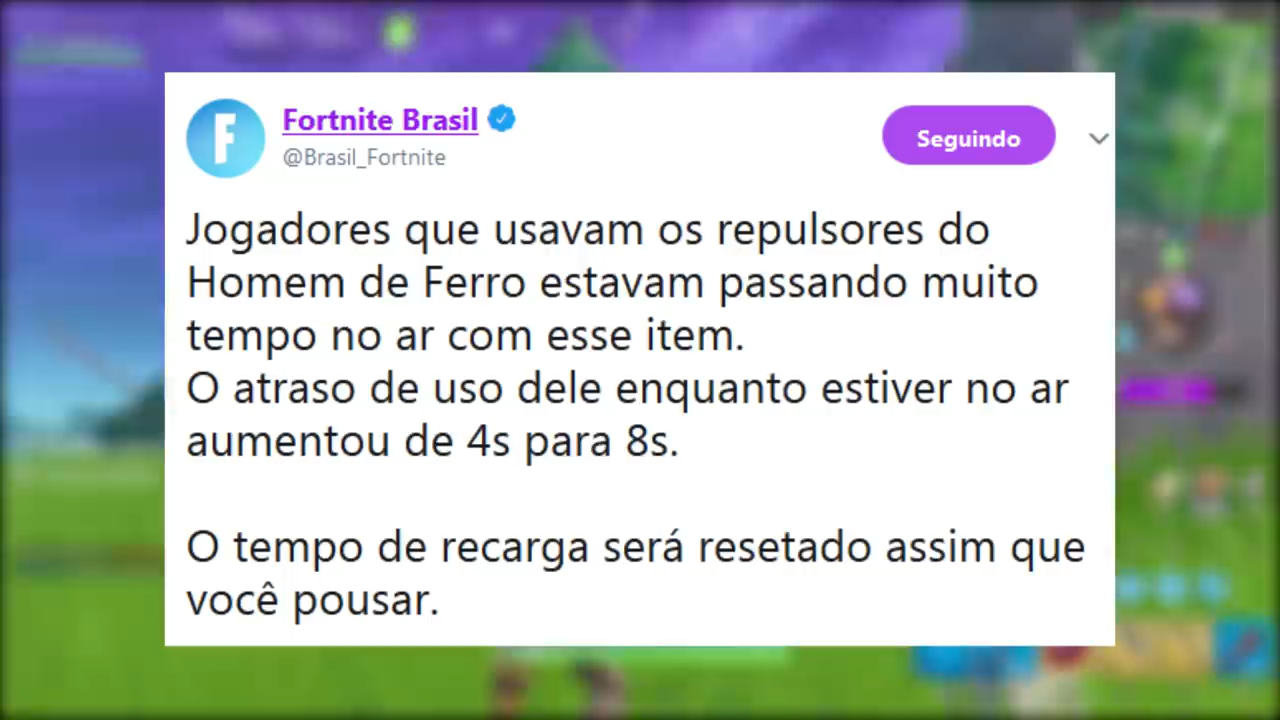 Fortnite Brasil
@Brasil_Fortnite
Seguindo
Jogadores que usavam os repulsores do
Homem de Ferro estavam passando muito
tempo no ar com esse item.
O atraso de uso dele enquanto estiver no ar
aumentou de 4s para 8s.
O tempo de recarga será resetado assim que
você pousar.